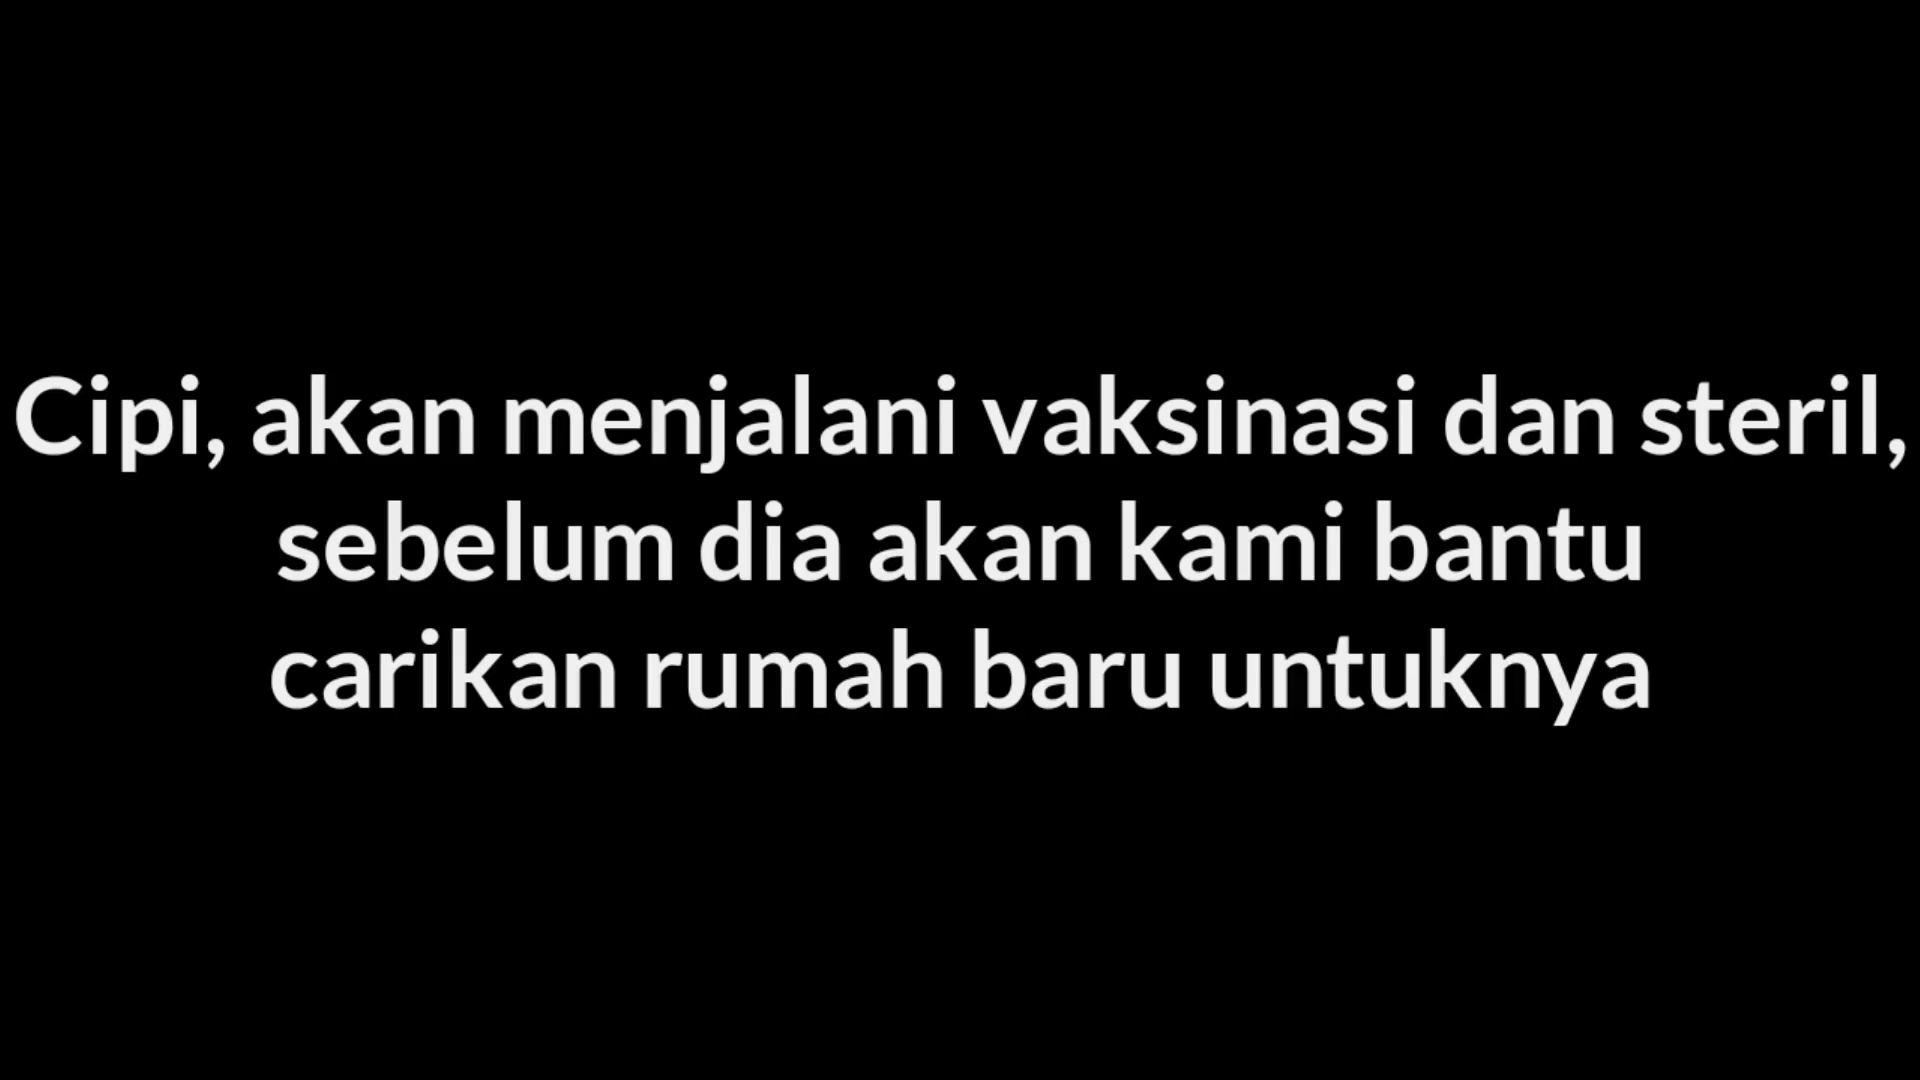 Cipi, akan menjalani vaksinasi dan steril,
sebelum dia akan kami bantu
carikan rumah baru untuknya